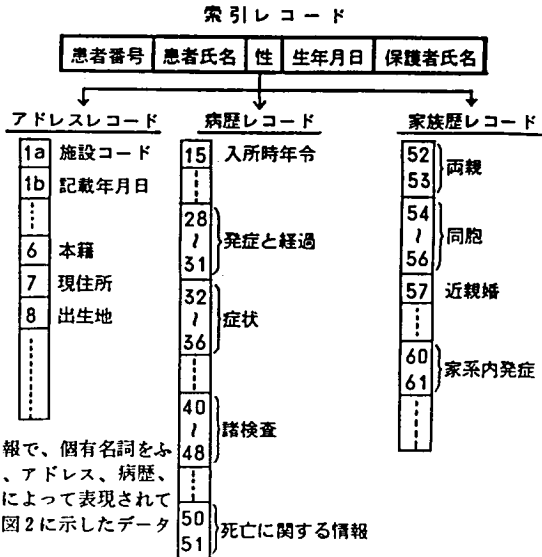 索引レコード
患者番号 患者氏名 性 生年月日 保護者氏名
アドレスレコード 病歴レコード 家族歴レコード
1a 施設コード
1b 記載年月日
6 本籍
7 現住所
8 出生地
15 入所時年令
28 〜 31 発症と経過
32 〜 36 症状
40 〜 48 諸検査
50 51 死亡に関する情報
52 53 両親
54 〜 56 同胞
57 近親婚
60 61 家系内発症
報で、個有名詞をふ
、アドレス、病歴、
によって表現されて
図2に示したデータ